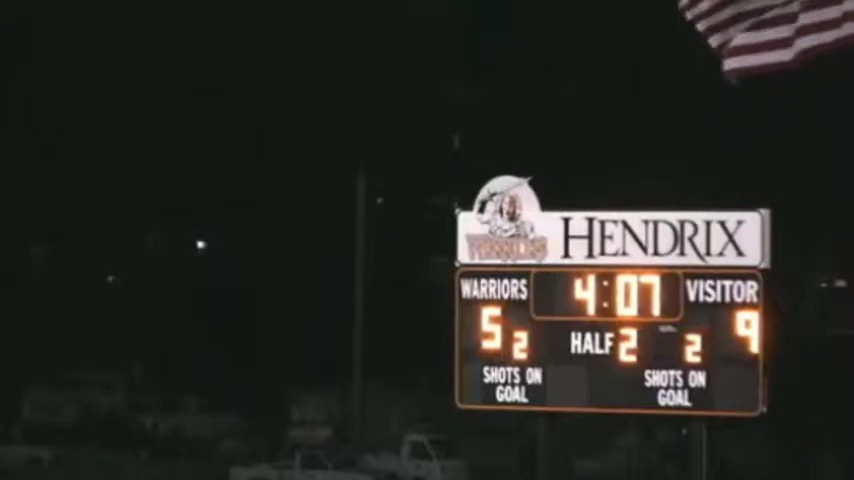 WARRIORS
HENDRIX
WARRIORS 4:07 VISITOR
5 2 HALF 2 2 9
SHOTS ON GOAL SHOTS ON GOAL